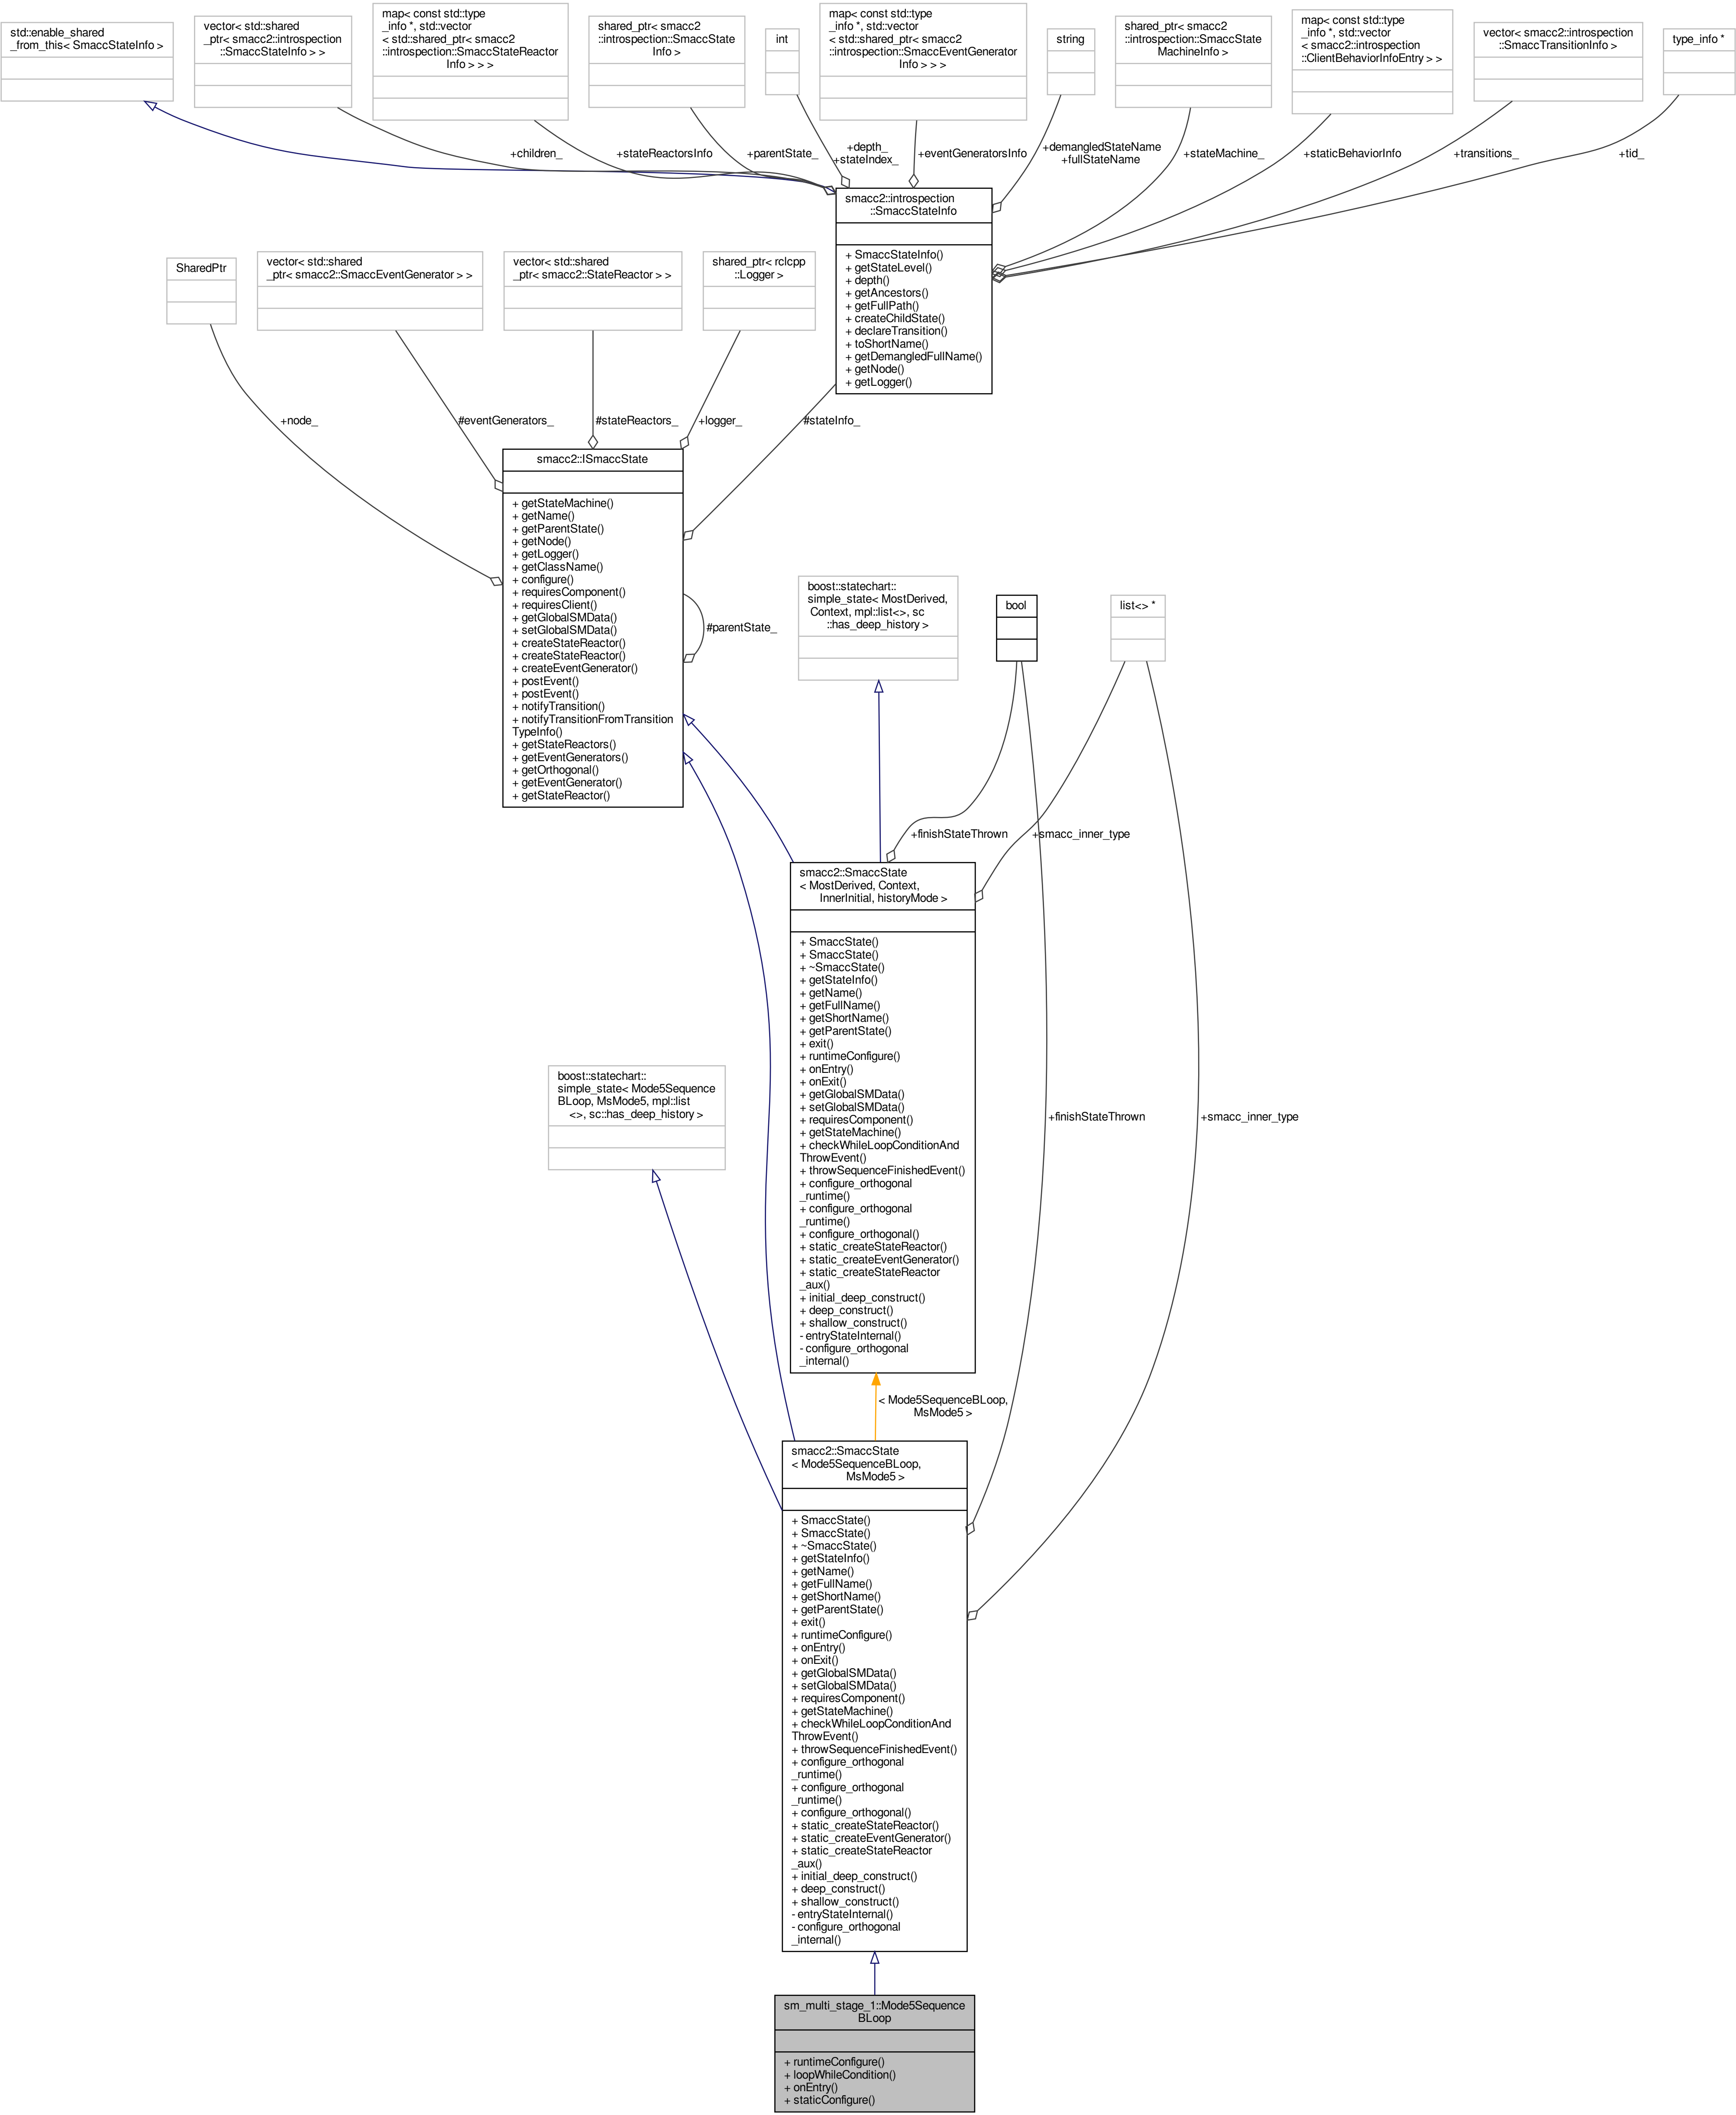 std::enable_shared
_from_this< SmaccStateInfo >
vector< std::shared
_ptr< smacc2::introspection
::SmaccStateInfo > >
map< const std::type
_info *, std::vector
< std::shared_ptr< smacc2
::introspection::SmaccStateReactor
Info > > >
shared_ptr< smacc2
::introspection::SmaccState
Info >
int
map< const std::type
_info *, std::vector
< std::shared_ptr< smacc2
::introspection::SmaccEventGenerator
Info > > >
string
shared_ptr< smacc2
::introspection::SmaccState
MachineInfo >
map< const std::type
_info *, std::vector
< smacc2::introspection
::ClientBehaviorInfoEntry > >
vector< smacc2::introspection
::SmaccTransitionInfo >
type_info *
+children_
+stateReactorsInfo
+parentState_
+depth_
+stateIndex_
+eventGeneratorsInfo
+demangledStateName
+fullStateName
+stateMachine_
+staticBehaviorInfo
+transitions_
+tid_
smacc2::introspection
::SmaccStateInfo
+ SmaccStateInfo()
+ getStateLevel()
+ depth()
+ getAncestors()
+ getFullPath()
+ createChildState()
+ declareTransition()
+ toShortName()
+ getDemangledFullName()
+ getNode()
+ getLogger()
SharedPtr
vector< std::shared
_ptr< smacc2::SmaccEventGenerator > >
vector< std::shared
_ptr< smacc2::StateReactor > >
shared_ptr< rclcpp
::Logger >
+node_
#eventGenerators_
#stateReactors_
+logger_
#stateInfo_
smacc2::ISmaccState
+ getStateMachine()
+ getName()
+ getParentState()
+ getNode()
+ getLogger()
+ getClassName()
+ configure()
+ requiresComponent()
+ requiresClient()
+ getGlobalSMData()
+ setGlobalSMData()
+ createStateReactor()
+ createStateReactor()
+ createEventGenerator()
+ postEvent()
+ postEvent()
+ notifyTransition()
+ notifyTransitionFromTransition
TypeInfo()
+ getStateReactors()
+ getEventGenerators()
+ getOrthogonal()
+ getEventGenerator()
+ getStateReactor()
#parentState_
boost::statechart::
simple_state< MostDerived,
Context, mpl::list<>, sc
::has_deep_history >
bool
list<> *
+finishStateThrown
+smacc_inner_type
smacc2::SmaccState
< MostDerived, Context,
InnerInitial, historyMode >
+ SmaccState()
+ SmaccState()
+ ~SmaccState()
+ getStateInfo()
+ getName()
+ getFullName()
+ getShortName()
+ getParentState()
+ exit()
+ runtimeConfigure()
+ onEntry()
+ onExit()
+ getGlobalSMData()
+ setGlobalSMData()
+ requiresComponent()
+ getStateMachine()
+ checkWhileLoopConditionAnd
ThrowEvent()
+ throwSequenceFinishedEvent()
+ configure_orthogonal
_runtime()
+ configure_orthogonal
_runtime()
+ configure_orthogonal()
+ static_createStateReactor()
+ static_createEventGenerator()
+ static_createStateReactor
_aux()
+ initial_deep_construct()
+ deep_construct()
+ shallow_construct()
- entryStateInternal()
- configure_orthogonal
_internal()
boost::statechart::
simple_state< Mode5Sequence
BLoop, MsMode5, mpl::list
<>, sc::has_deep_history >
+finishStateThrown
+smacc_inner_type
< Mode5SequenceBLoop,
MsMode5 >
smacc2::SmaccState
< Mode5SequenceBLoop,
MsMode5 >
+ SmaccState()
+ SmaccState()
+ ~SmaccState()
+ getStateInfo()
+ getName()
+ getFullName()
+ getShortName()
+ getParentState()
+ exit()
+ runtimeConfigure()
+ onEntry()
+ onExit()
+ getGlobalSMData()
+ setGlobalSMData()
+ requiresComponent()
+ getStateMachine()
+ checkWhileLoopConditionAnd
ThrowEvent()
+ throwSequenceFinishedEvent()
+ configure_orthogonal
_runtime()
+ configure_orthogonal
_runtime()
+ configure_orthogonal()
+ static_createStateReactor()
+ static_createEventGenerator()
+ static_createStateReactor
_aux()
+ initial_deep_construct()
+ deep_construct()
+ shallow_construct()
- entryStateInternal()
- configure_orthogonal
_internal()
sm_multi_stage_1::Mode5Sequence
BLoop
+ runtimeConfigure()
+ loopWhileCondition()
+ onEntry()
+ staticConfigure()